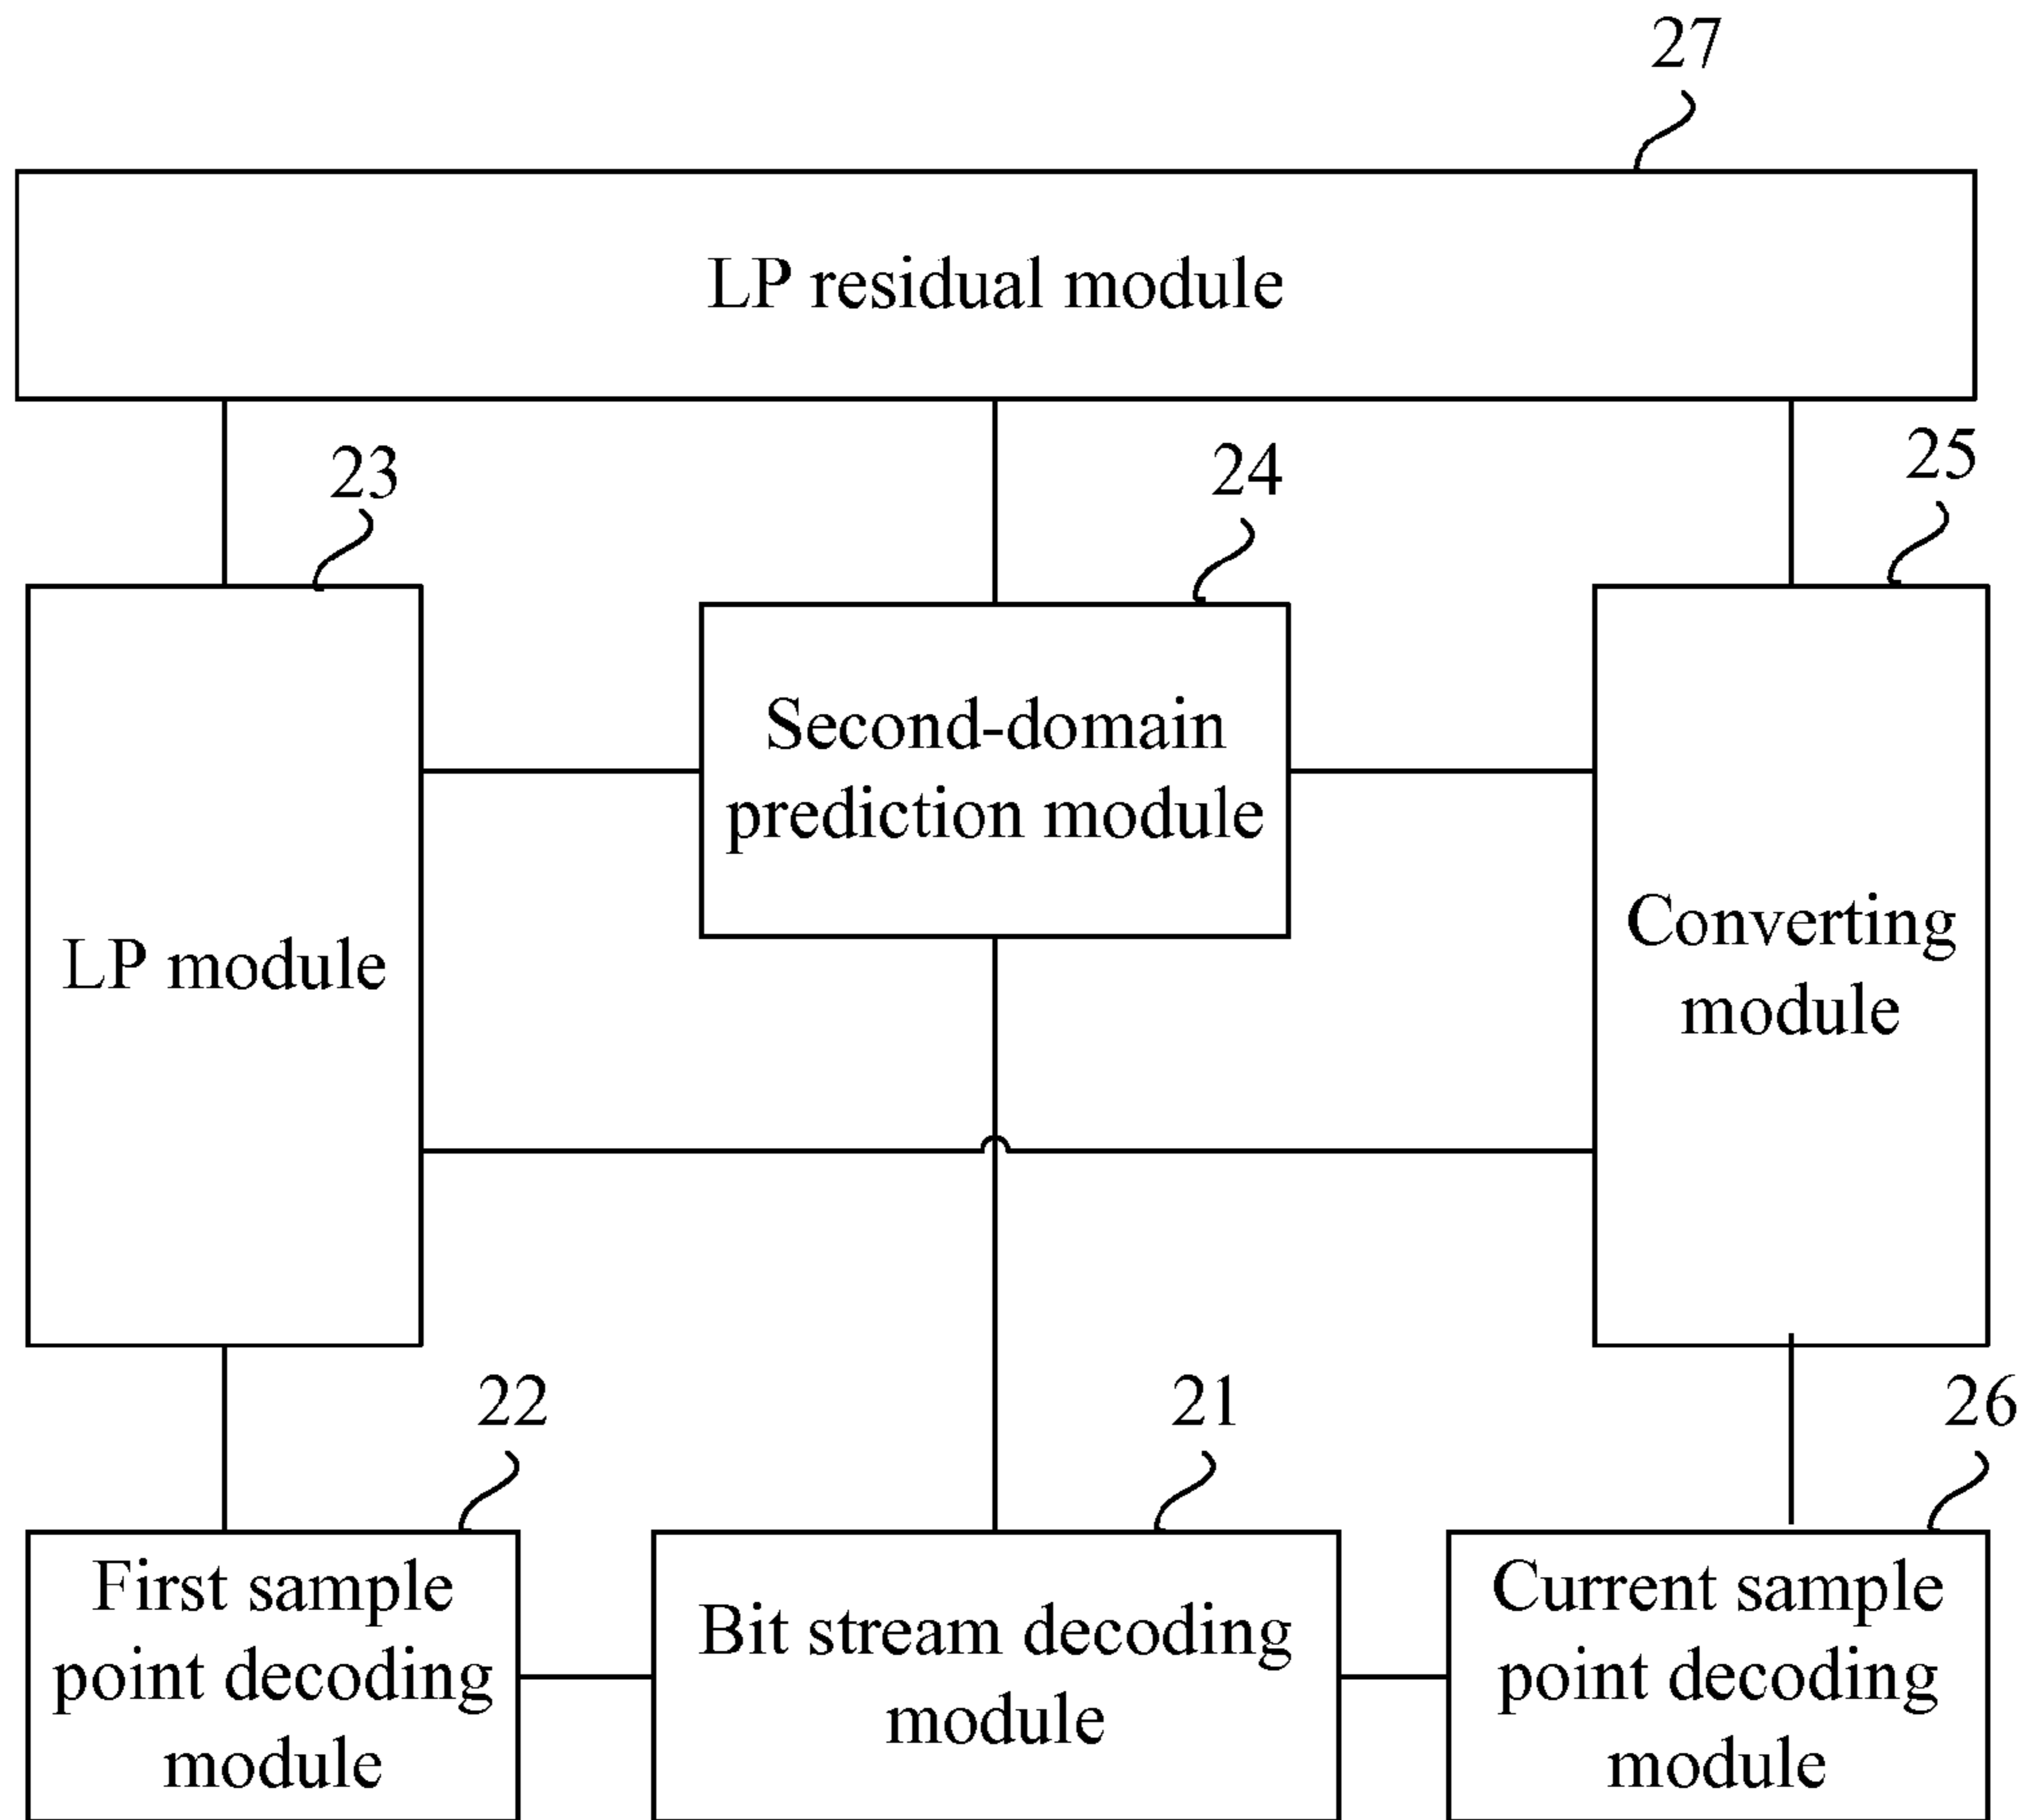 27
LP residual module
23
24
25
Second-domain
prediction module
LP module
Converting
module
22
21
26
First sample
point decoding
module
Bit stream decoding
module
Current sample
point decoding
module